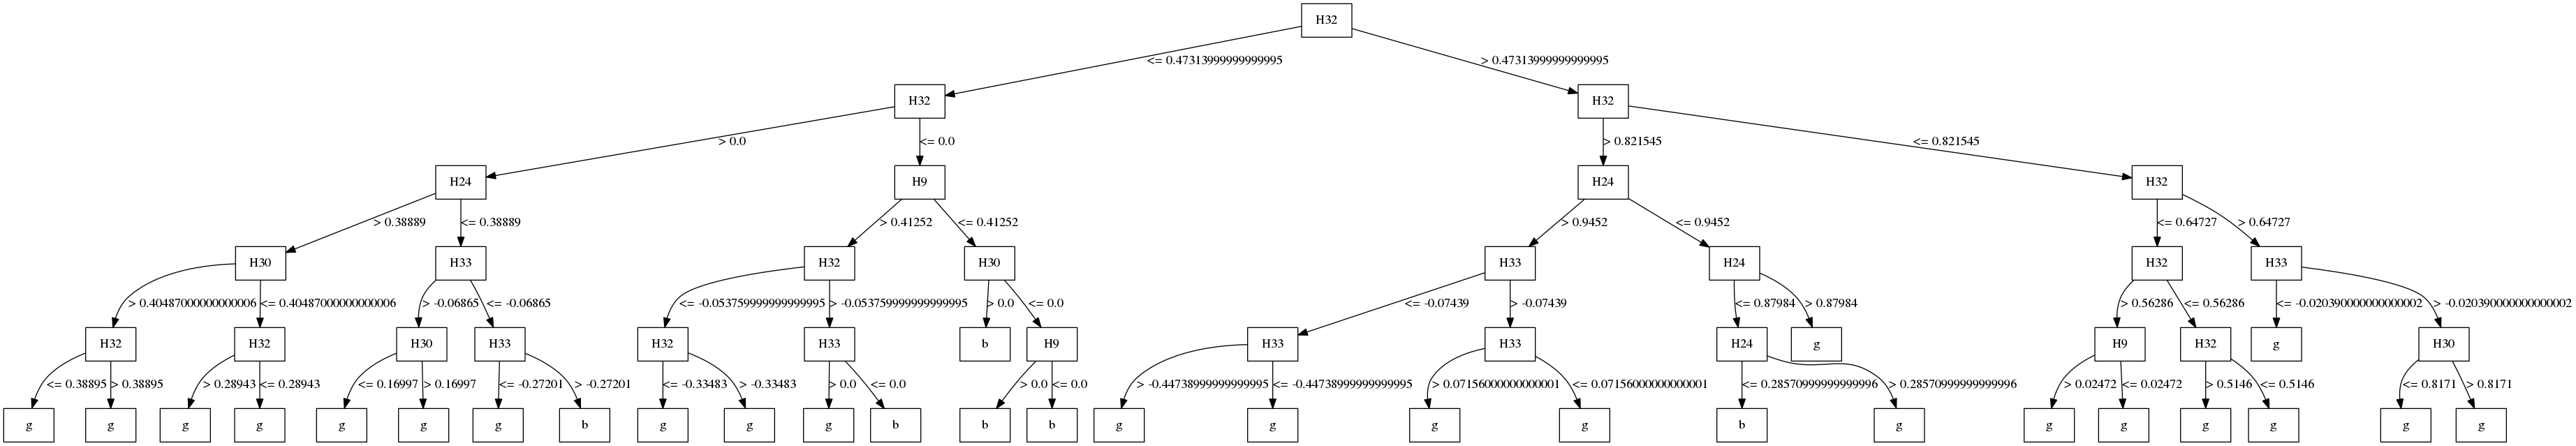 H32
<= 0.47313999999999995
> 0.47313999999999995
H32
H32
> 0.0
<= 0.0
> 0.821545
<= 0.821545
H24
H9
H24
H32
> 0.38889
<= 0.38889
> 0.41252
<= 0.41252
> 0.9452
<= 0.9452
<= 0.64727
> 0.64727
H30
H33
H32
H30
H33
H24
H32
H33
> 0.40487000000000006
<= 0.40487000000000006
> -0.06865
<= -0.06865
<= -0.053759999999999995
> -0.053759999999999995
> 0.0
<= 0.0
<= -0.07439
> -0.07439
<= 0.87984
> 0.87984
> 0.56286
<= 0.56286
<= -0.020390000000000002
> -0.020390000000000002
H32
H32
H30
H33
H32
H33
b
H9
H33
H33
H24
g
H9
H32
g
H30
<= 0.38895
> 0.38895
> 0.28943
<= 0.28943
<= 0.16997
> 0.16997
<= -0.27201
> -0.27201
<= -0.33483
> -0.33483
> 0.0
<= 0.0
> 0.0
<= 0.0
> -0.44738999999999995
<= -0.44738999999999995
> 0.07156000000000001
<= 0.07156000000000001
<= 0.28570999999999996
> 0.28570999999999996
> 0.02472
<= 0.02472
> 0.5146
<= 0.5146
<= 0.8171
> 0.8171
g
g
g
g
g
g
g
b
g
g
g
b
b
b
g
g
g
g
b
g
g
g
g
g
g
g